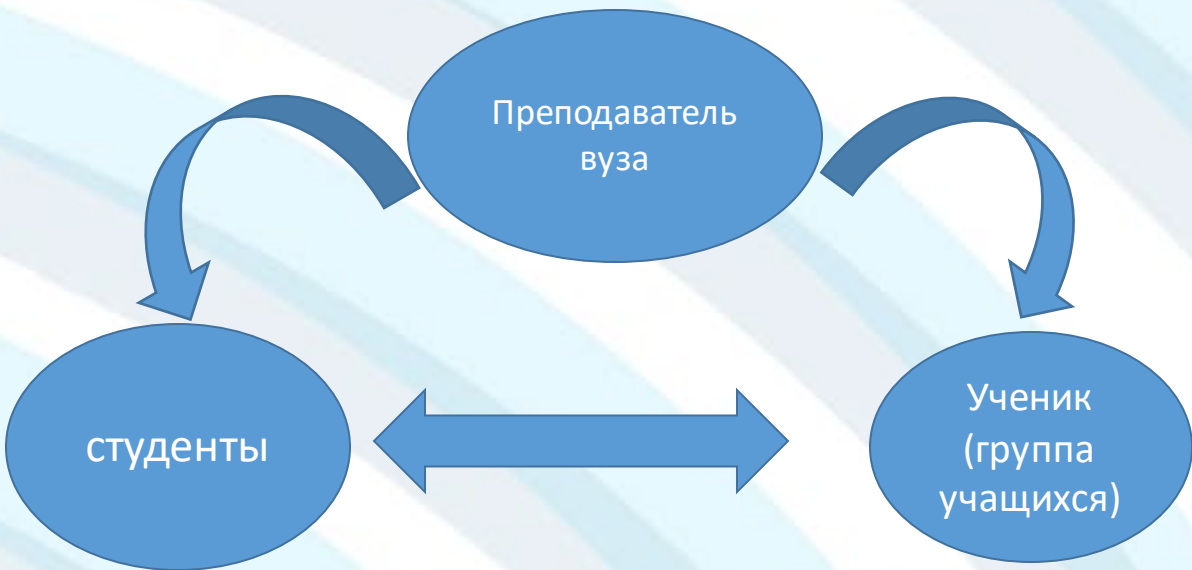 Преподаватель
вуза
студенты
Ученик
(группа
учащихся)